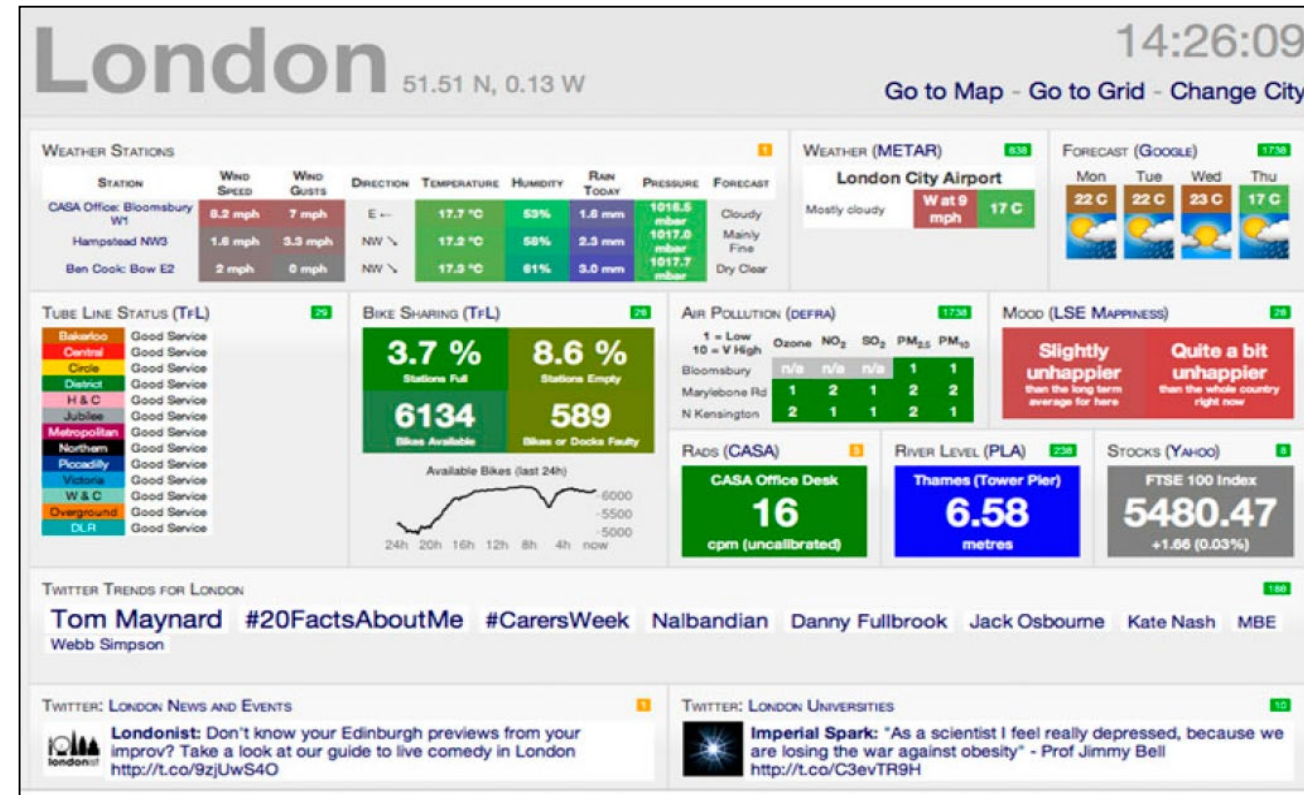 London 51.51 N, 0.13 W
14:26:09
Go to Map - Go to Grid - Change City
WEATHER STATIONS 1
STATION WIND SPEED WIND GUSTS DIRECTION TEMPERATURE HUMIDITY RAIN TODAY PRESSURE FORECAST
CASA Office: Bloomsbury W1 8.2 mph 7 mph E ← 17.7 °C 53% 1.8 mm 1016.5 mbar Cloudy
Hampstead NW3 1.6 mph 3.3 mph NW ↘ 17.2 °C 58% 2.3 mm 1017.0 mbar Mainly Fine
Ben Cook: Bow E2 2 mph 0 mph NW ↘ 17.3 °C 61% 3.0 mm 1017.7 mbar Dry Clear
WEATHER (METAR) 838
London City Airport
Mostly cloudy W at 9 mph 17 C
FORECAST (GOOGLE) 1738
Mon Tue Wed Thu
22 C 22 C 23 C 17 C
TUBE LINE STATUS (TFL) 29
Bakerloo Good Service
Central Good Service
Circle Good Service
District Good Service
H & C Good Service
Jubilee Good Service
Metropolitan Good Service
Northern Good Service
Piccadilly Good Service
Victoria Good Service
W & C Good Service
Overground Good Service
DLR Good Service
BIKE SHARING (TFL) 28
3.7 % 8.6 %
Stations Full Stations Empty
6134 589
Bikes Available Bikes or Docks Faulty
Available Bikes (last 24h)
6000
5500
5000
24h 20h 16h 12h 8h 4h now
AIR POLLUTION (DEFRA) 1738
1 = Low
10 = V High Ozone NO2 SO2 PM2.5 PM10
Bloomsbury n/a n/a n/a 1 1
Marylebone Rd 1 2 1 2 2
N Kensington 2 1 1 2 1
MOOD (LSE MAPPINESS) 28
Slightly unhappier
than the long term average for here
Quite a bit unhappier
than the whole country right now
RADS (CASA) 3
CASA Office Desk
16
cpm (uncalibrated)
RIVER LEVEL (PLA) 238
Thames (Tower Pier)
6.58
metres
STOCKS (YAHOO) 8
FTSE 100 Index
5480.47
+1.66 (0.03%)
TWITTER TRENDS FOR LONDON 188
Tom Maynard #20FactsAboutMe #CarersWeek Nalbandian Danny Fullbrook Jack Osbourne Kate Nash MBE
Webb Simpson
TWITTER: LONDON NEWS AND EVENTS 1
londonist
Londonist: Don't know your Edinburgh previews from your
improv? Take a look at our guide to live comedy in London
http://t.co/9zjUwS4O
TWITTER: LONDON UNIVERSITIES 10
Imperial Spark: "As a scientist I feel really depressed, because we
are losing the war against obesity" - Prof Jimmy Bell
http://t.co/C3evTR9H